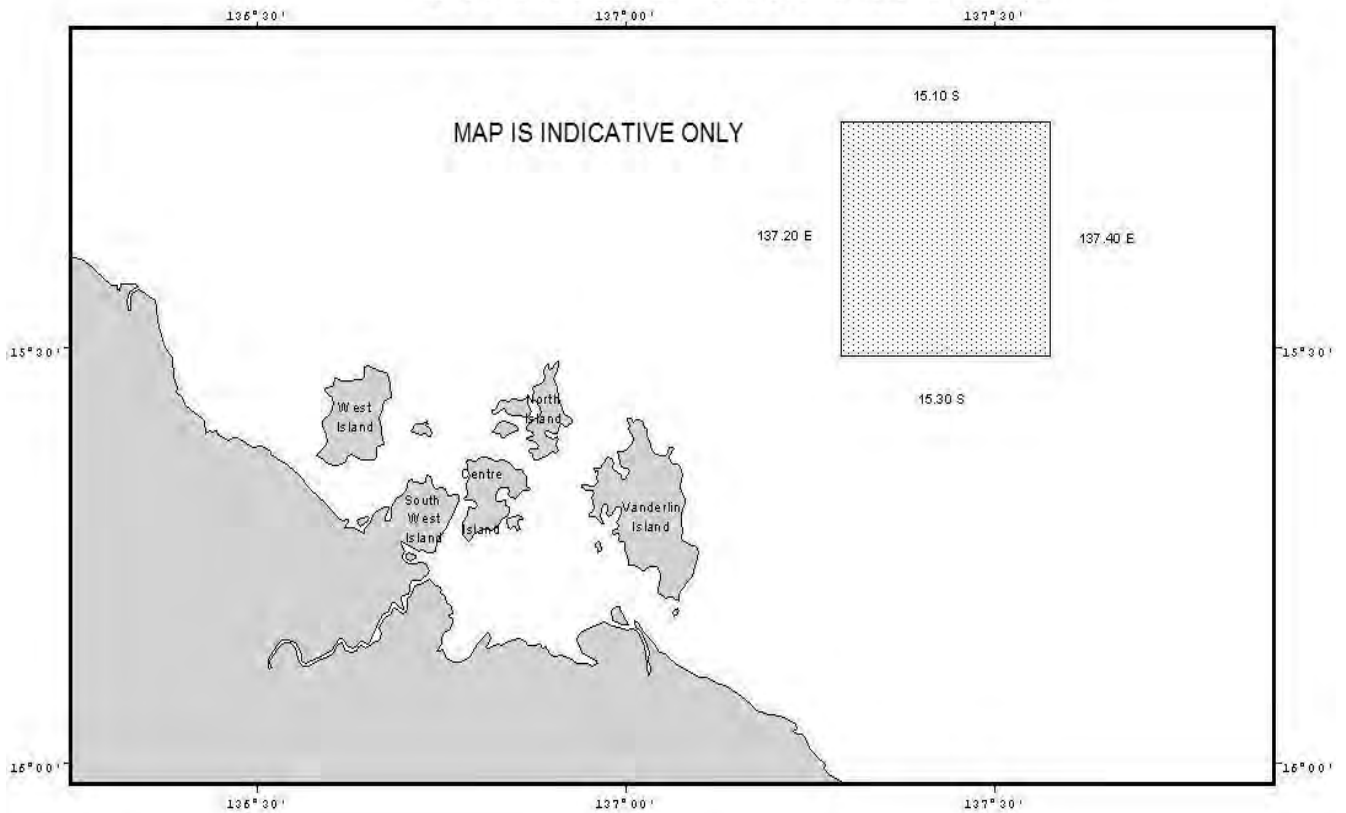 136°30' 137°00' 137°30'
15.10 S
MAP IS INDICATIVE ONLY
137.20 E 137.40 E
15°30' 15°30'
15.30 S
West
Island
North
Island
Centre
Island
South
West
Island
Vanderlin
Island
16°00' 16°00'
136°30' 137°00' 137°30'